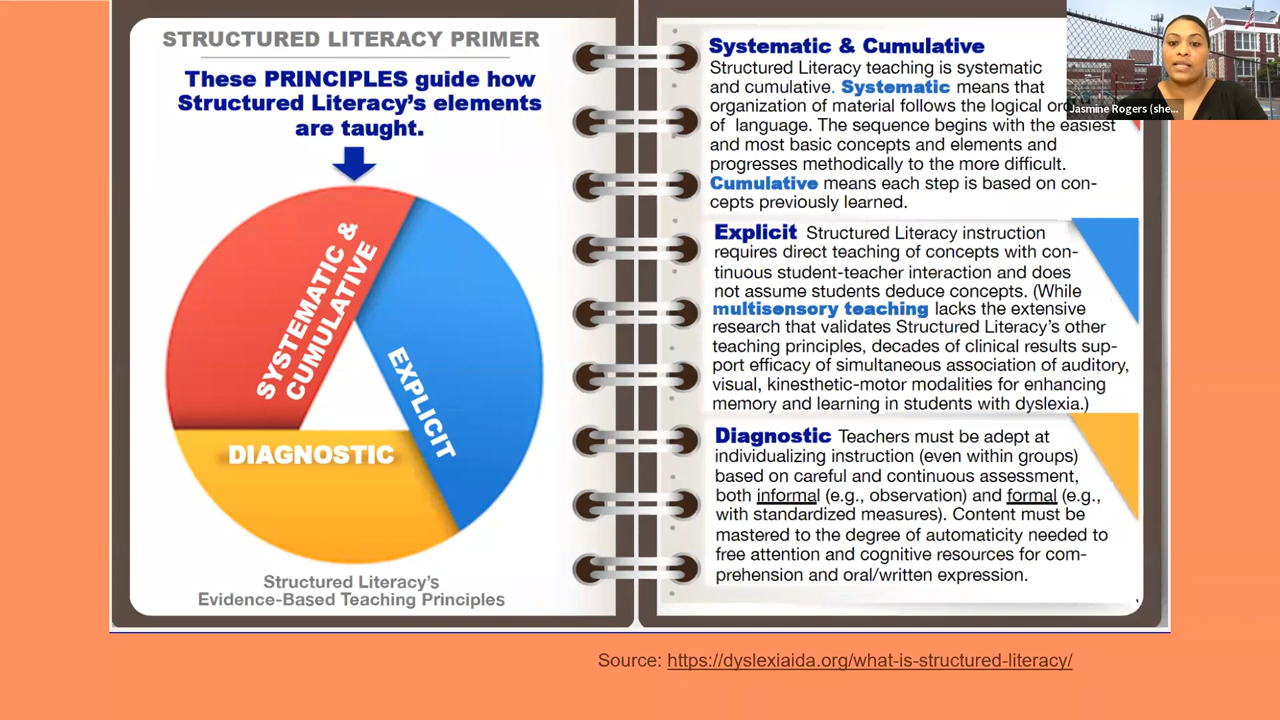 STRUCTURED LITERACY PRIMER
These PRINCIPLES guide how
Structured Literacy's elements
are taught.
SYSTEMATIC &
CUMULATIVE
EXPLICIT
DIAGNOSTIC
Structured Literacy's
Evidence-Based Teaching Principles
Systematic & Cumulative
Structured Literacy teaching is systematic
and cumulative. Systematic means that
organization of material follows the logical
of language. The sequence begins with the easiest
and most basic concepts and elements and
progresses methodically to the more difficult.
Cumulative means each step is based on con-
cepts previously learned.
Explicit Structured Literacy instruction
requires direct teaching of concepts with con-
tinuous student-teacher interaction and does
not assume students deduce concepts. (While
multisensory teaching lacks the extensive
research that validates Structured Literacy's other
teaching principles, decades of clinical results sup-
port efficacy of simultaneous association of auditory,
visual, kinesthetic-motor modalities for enhancing
memory and learning in students with dyslexia.)
Diagnostic Teachers must be adept at
individualizing instruction (even within groups)
based on careful and continuous assessment,
both informal (e.g., observation) and formal (e.g.,
with standardized measures). Content must be
mastered to the degree of automaticity needed to
free attention and cognitive resources for com-
prehension and oral/written expression.
Jasmine Rogers (she...
Source: https://dyslexiaida.org/what-is-structured-literacy/